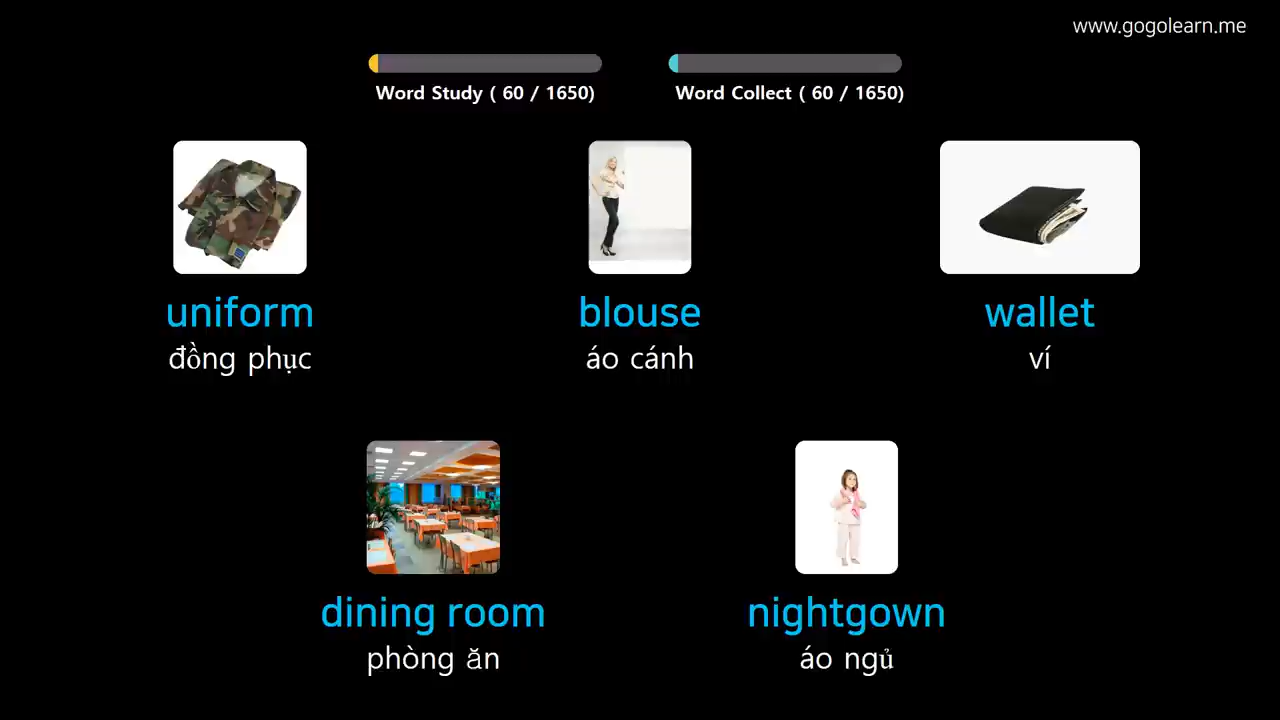 www.gogolearn.me
Word Study ( 60 / 1650)
Word Collect ( 60 / 1650)
uniform
đồng phục
blouse
áo cánh
wallet
ví
dining room
phòng ăn
nightgown
áo ngủ